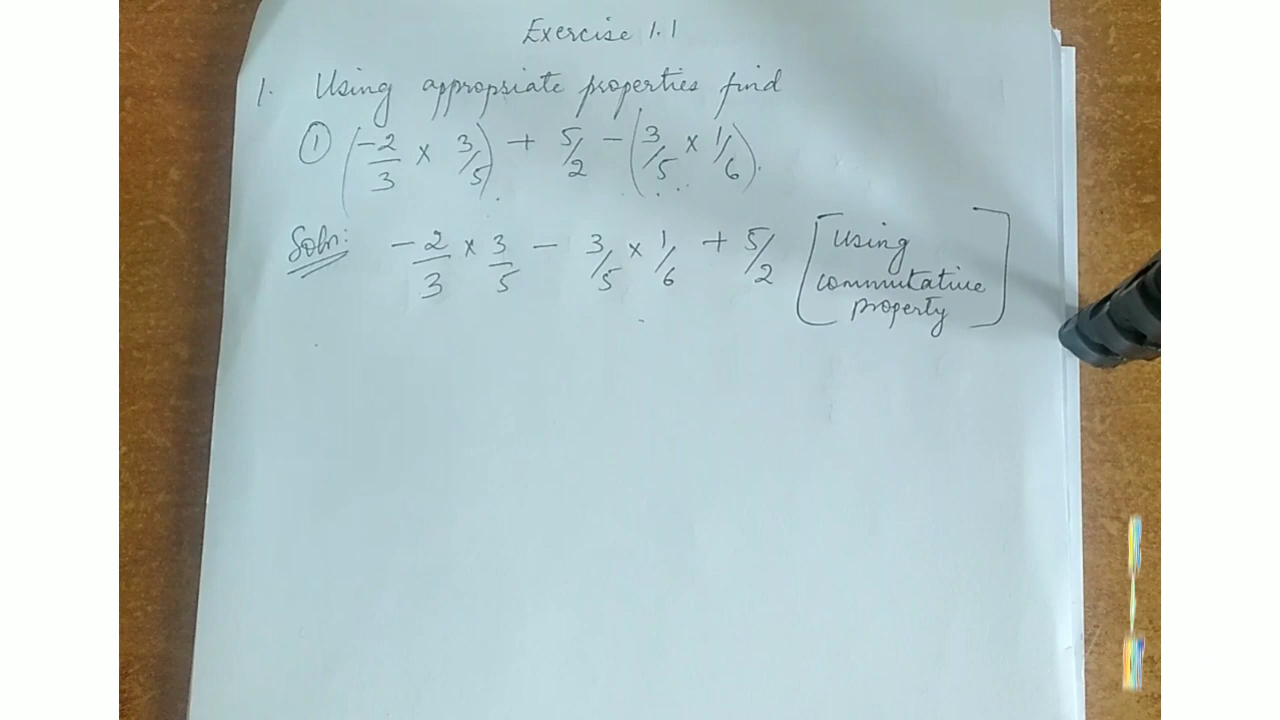 Exercise 1.1
1. Using appropriate properties find
① (-2/3 × 3/5) + 5/2 - (3/5 × 1/6).
Soln: -2/3 × 3/5 - 3/5 × 1/6 + 5/2 [Using commutative property]